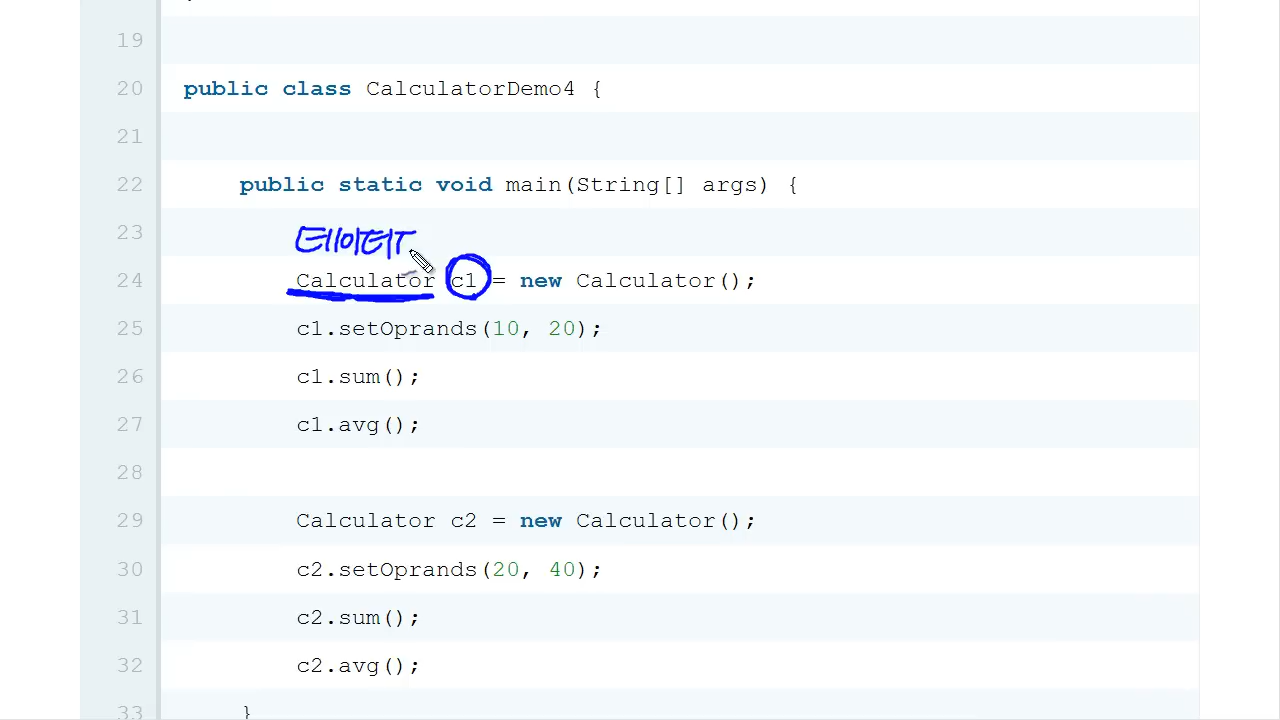 19
20 public class CalculatorDemo4 {
21
22 public static void main(String[] args) {
23 데이터
24 Calculator c1 = new Calculator();
25 c1.setOprands(10, 20);
26 c1.sum();
27 c1.avg();
28
29 Calculator c2 = new Calculator();
30 c2.setOprands(20, 40);
31 c2.sum();
32 c2.avg();
33 }